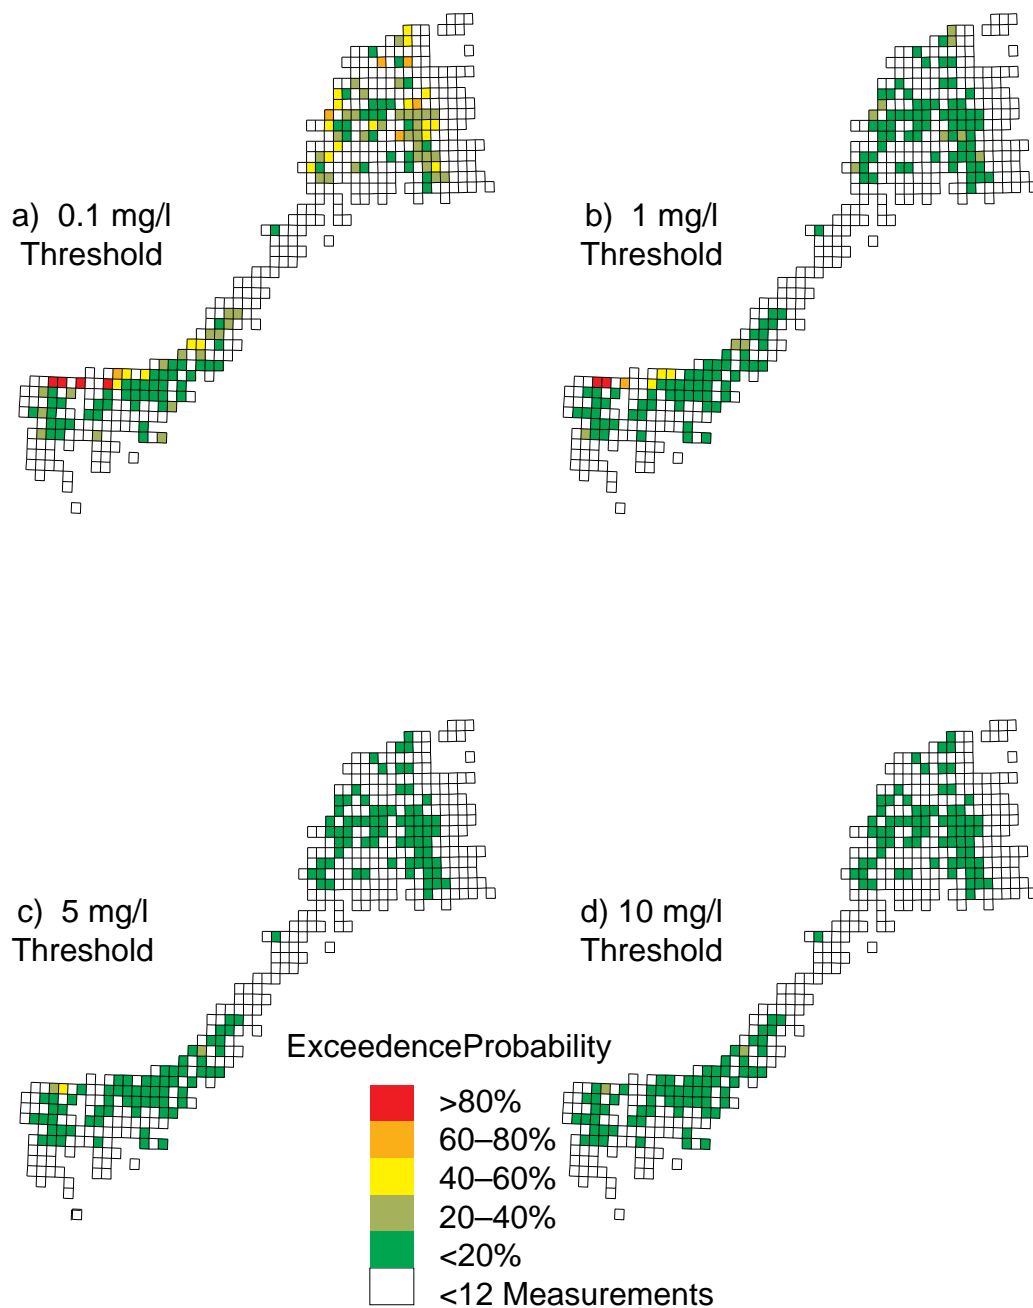 a) 0.1 mg/l
Threshold
b) 1 mg/l
Threshold
c) 5 mg/l
Threshold
d) 10 mg/l
Threshold
ExceedenceProbability
>80%
60–80%
40–60%
20–40%
<20%
<12 Measurements